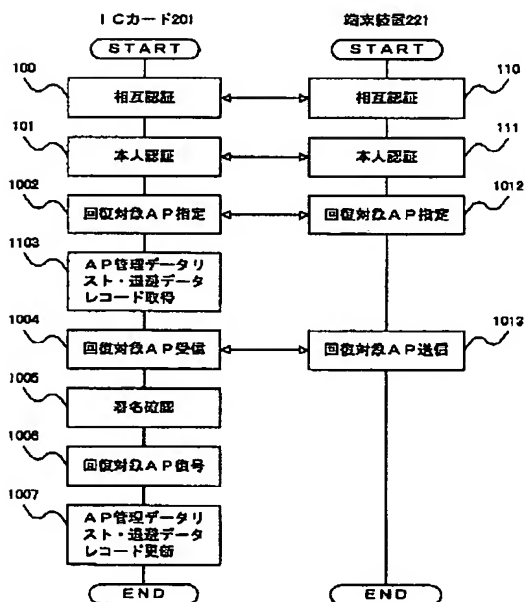 ICカード201
端末装置221
START
START
100
相互認証
相互認証
110
101
本人認証
本人認証
111
1002
回復対象AP指定
回復対象AP指定
1012
1103
AP管理データリ
スト・退避データ
レコード取得
1004
回復対象AP受信
回復対象AP送信
1013
1005
署名確認
1006
回復対象AP復号
1007
AP管理データリ
スト・退避データ
レコード更新
END
END